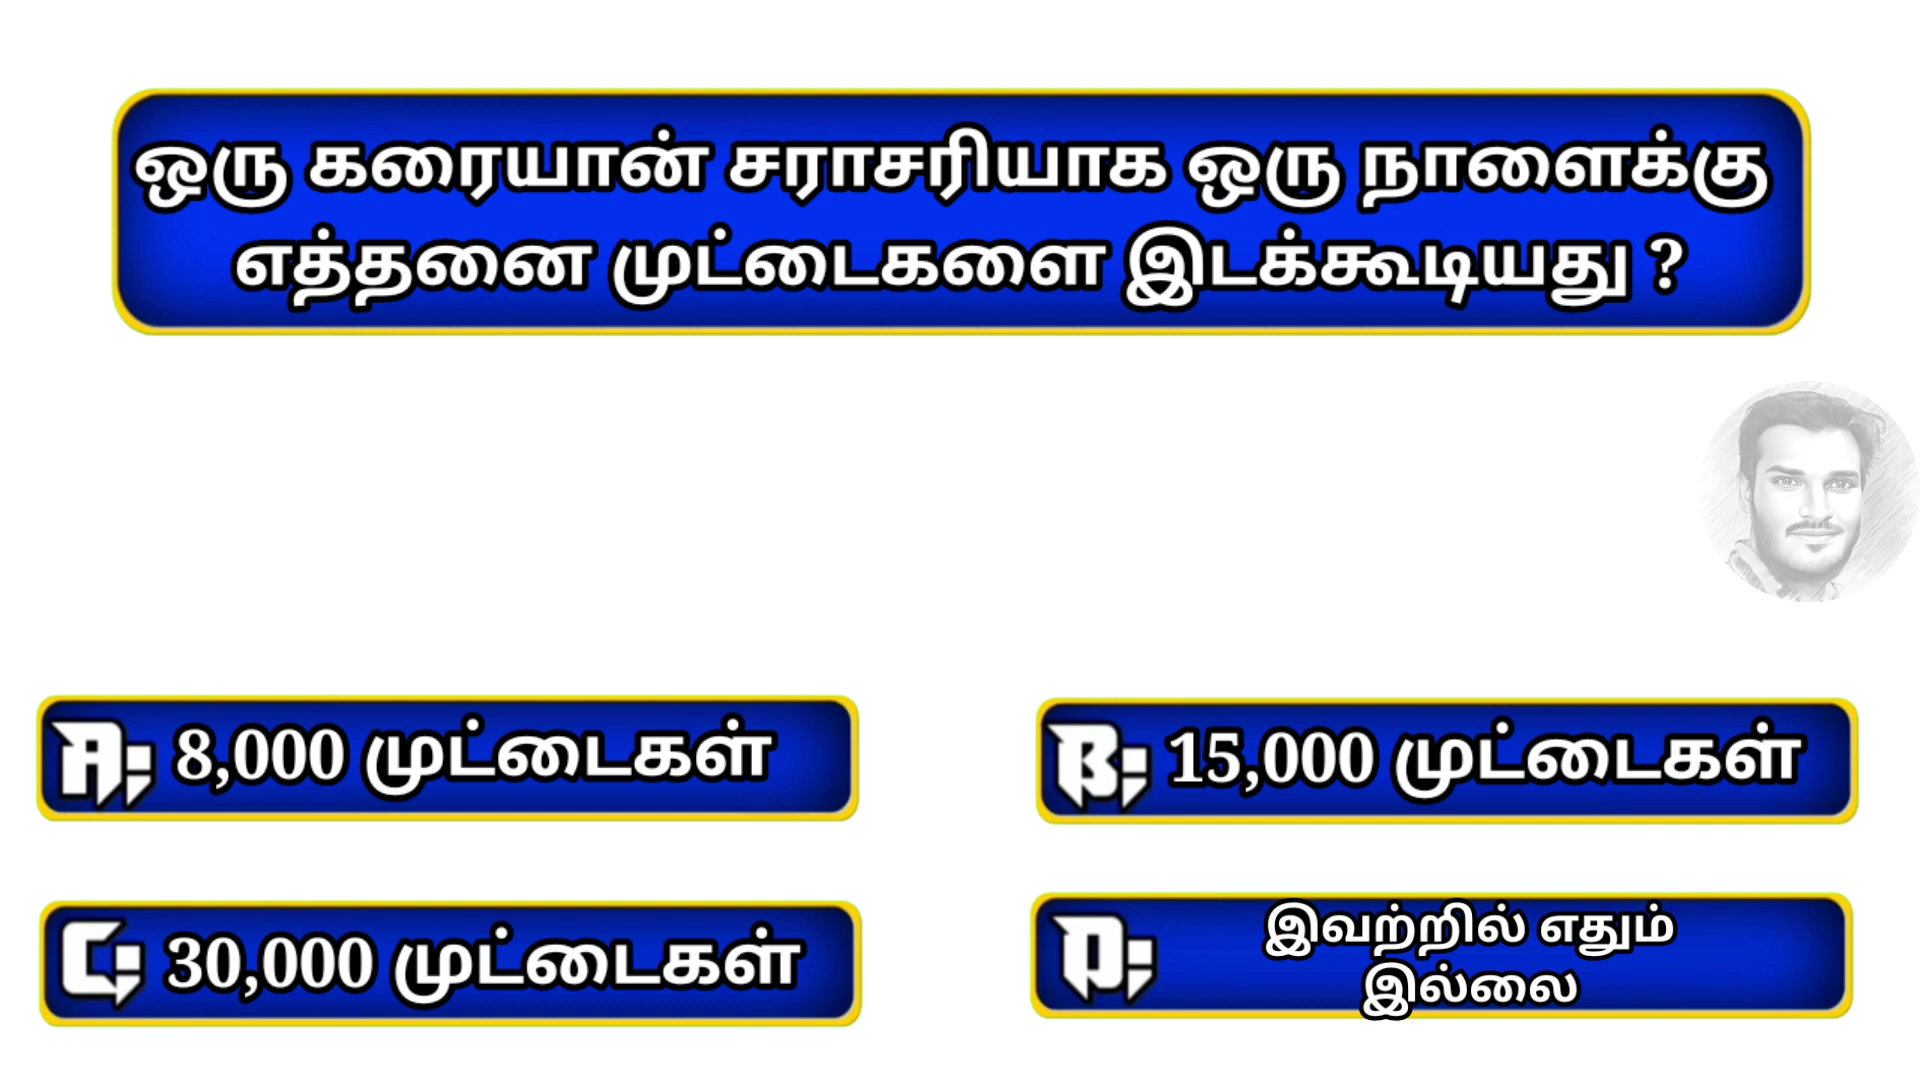 ஒரு கரையான் சராசரியாக ஒரு நாளைக்கு
எத்தனை முட்டைகளை இடக்கூடியது ?
A: 8,000 முட்டைகள்
B: 15,000 முட்டைகள்
C: 30,000 முட்டைகள்
D: இவற்றில் எதும்
இல்லை